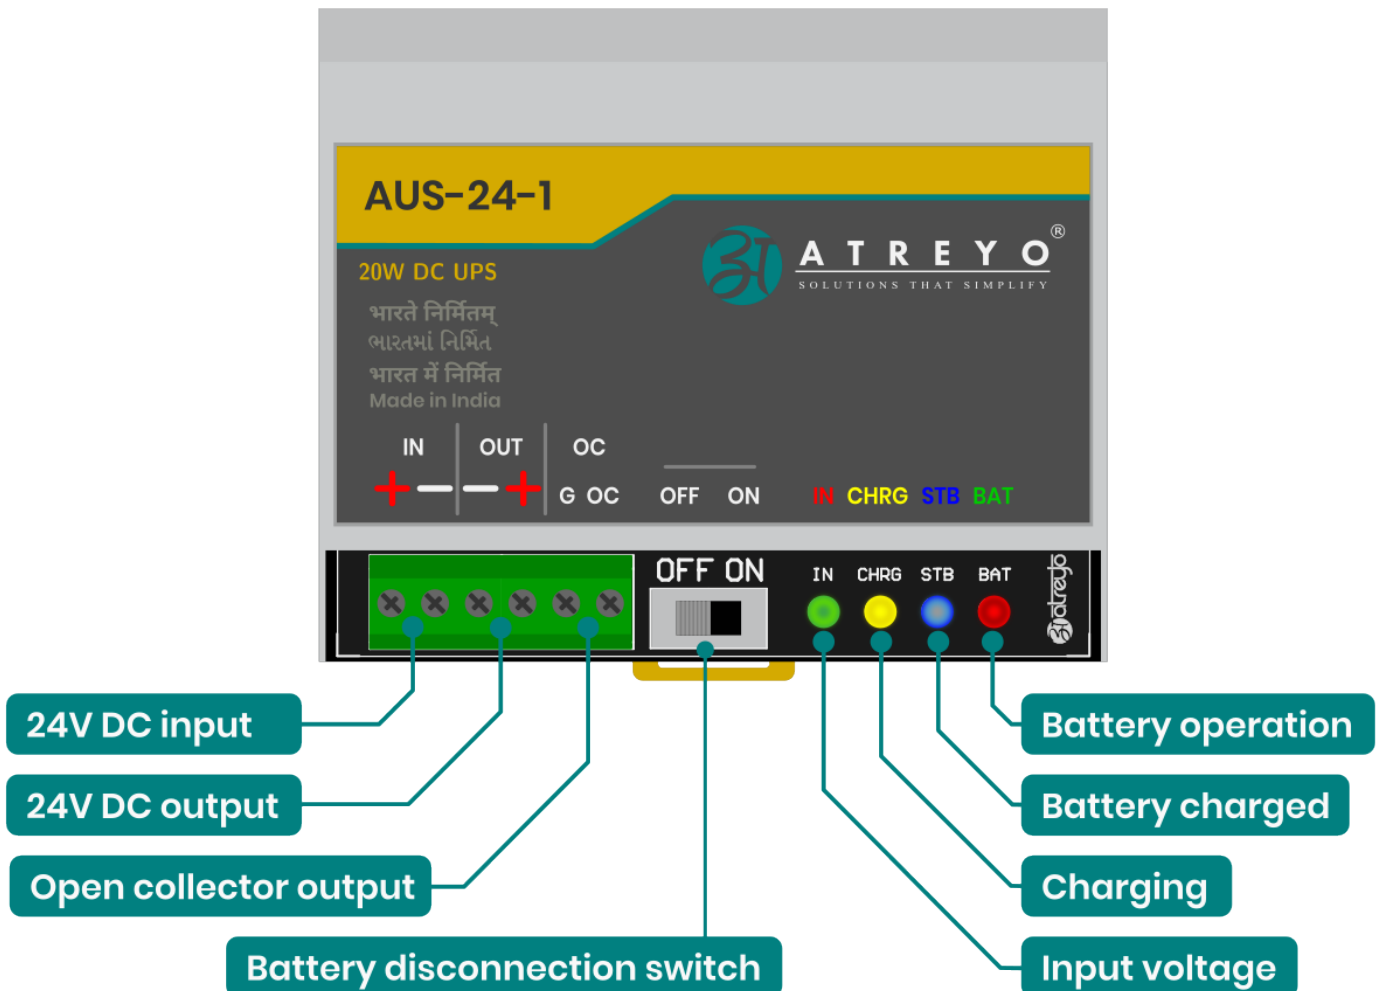 AUS-24-1
ATREYO®
SOLUTIONS THAT SIMPLIFY
20W DC UPS
भारते निर्मितम्
ભારતમાં નિર્મિત
भारत में निर्मित
Made in India
IN OUT OC
+ − − + G OC OFF ON IN CHRG STB BAT
OFF ON IN CHRG STB BAT
अatreyo
24V DC input
24V DC output
Open collector output
Battery disconnection switch
Battery operation
Battery charged
Charging
Input voltage